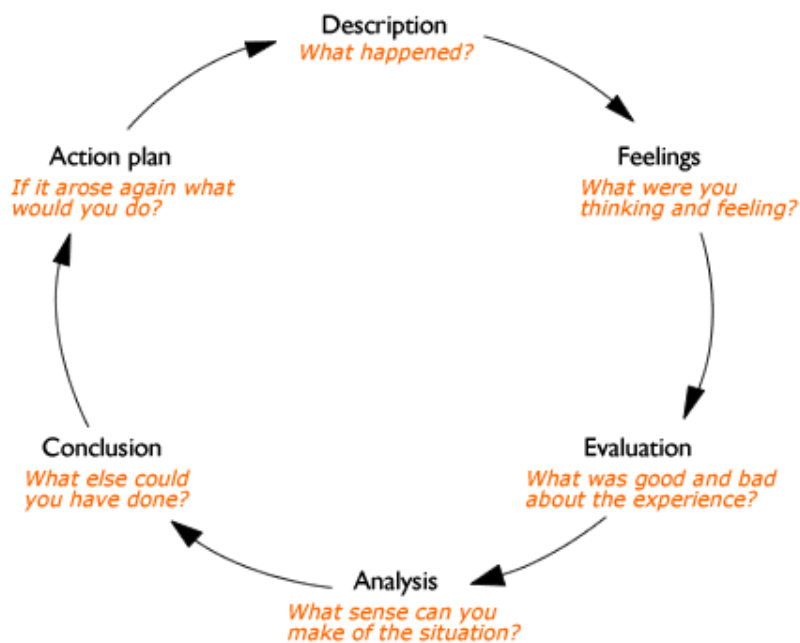 Description
What happened?
Feelings
What were you
thinking and feeling?
Evaluation
What was good and bad
about the experience?
Analysis
What sense can you
make of the situation?
Conclusion
What else could
you have done?
Action plan
If it arose again what
would you do?